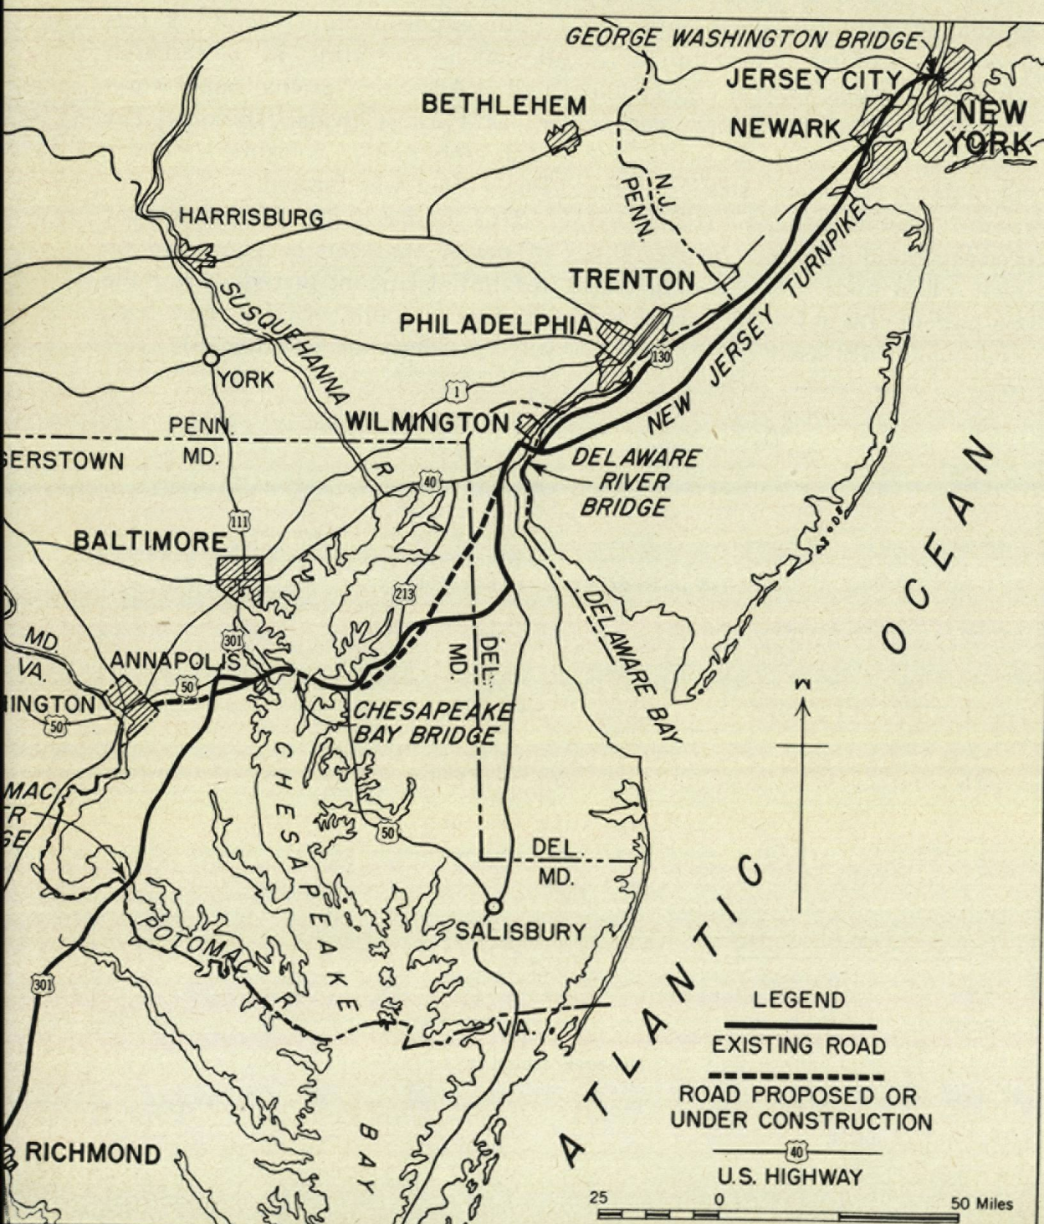 GEORGE WASHINGTON BRIDGE
JERSEY CITY
BETHLEHEM
NEWARK
NEW
YORK
N.J.
PENN.
HARRISBURG
TRENTON
NEW JERSEY TURNPIKE
SUSQUEHANNA
R
PHILADELPHIA
130
YORK
1
WILMINGTON
PENN.
MD.
GERSTOWN
DELAWARE
RIVER
BRIDGE
40
111
BALTIMORE
213
DELAWARE BAY
301
MD.
VA.
ANNAPOLIS
DEL.
MD.
50
INGTON
50
CHESAPEAKE
BAY BRIDGE
MAC
R
GE
50
DEL.
MD.
CHESAPEAKE
BAY
SALISBURY
POTOMAC
R
301
VA.
ATLANTIC
OCEAN
N
RICHMOND
LEGEND
EXISTING ROAD
ROAD PROPOSED OR
UNDER CONSTRUCTION
40
U.S. HIGHWAY
25 0 50 Miles